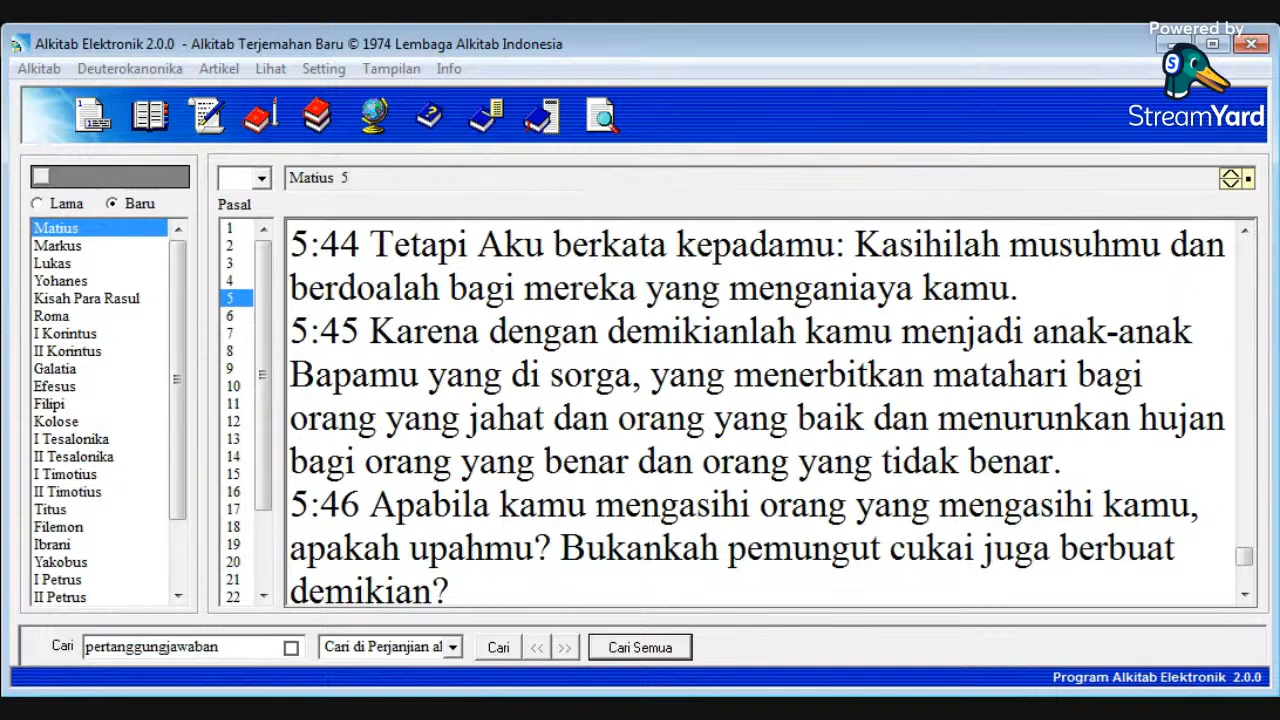 Powered by
StreamYard
Alkitab Elektronik 2.0.0 - Alkitab Terjemahan Baru © 1974 Lembaga Alkitab Indonesia
Alkitab Deuterokanonika Artikel Lihat Setting Tampilan Info
Matius 5
Lama Baru
Pasal
Matius
Markus
Lukas
Yohanes
Kisah Para Rasul
Roma
I Korintus
II Korintus
Galatia
Efesus
Filipi
Kolose
I Tesalonika
II Tesalonika
I Timotius
II Timotius
Titus
Filemon
Ibrani
Yakobus
I Petrus
II Petrus
1
2
3
4
5
6
7
8
9
10
11
12
13
14
15
16
17
18
19
20
21
22
5:44 Tetapi Aku berkata kepadamu: Kasihilah musuhmu dan
berdoalah bagi mereka yang menganiaya kamu.
5:45 Karena dengan demikianlah kamu menjadi anak-anak
Bapamu yang di sorga, yang menerbitkan matahari bagi
orang yang jahat dan orang yang baik dan menurunkan hujan
bagi orang yang benar dan orang yang tidak benar.
5:46 Apabila kamu mengasihi orang yang mengasihi kamu,
apakah upahmu? Bukankah pemungut cukai juga berbuat
demikian?
Cari pertanggungjawaban Cari di Perjanjian al Cari << >> Cari Semua
Program Alkitab Elektronik 2.0.0